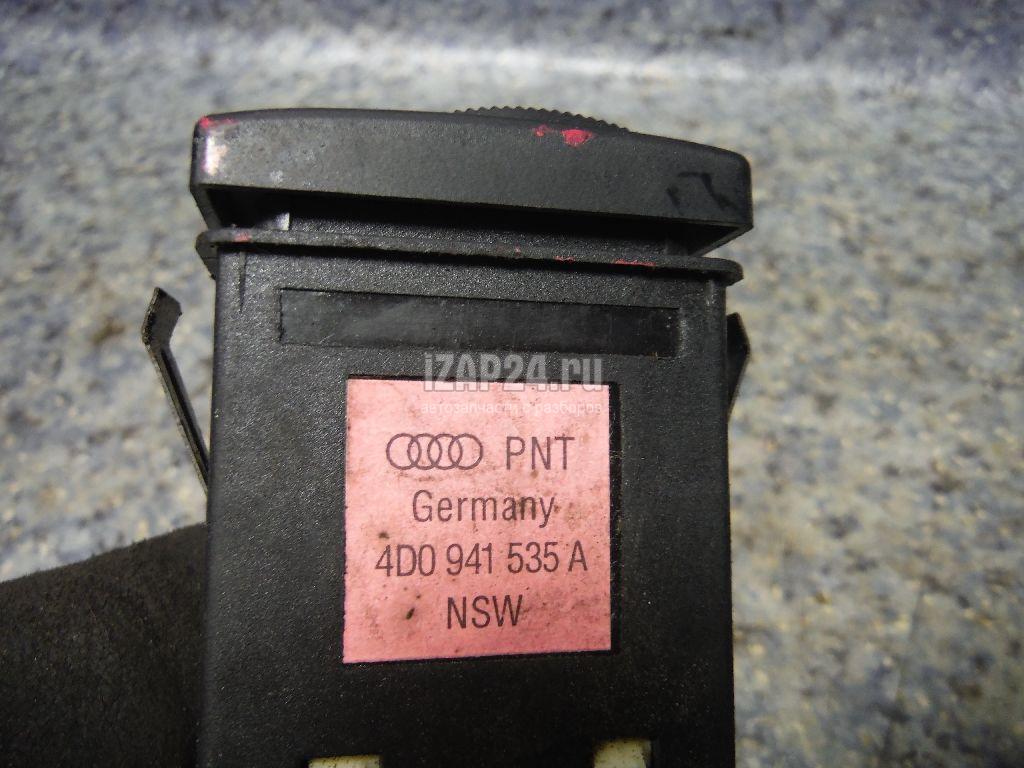 iZAP24.ru
автозапчасти с разборов
PNT
Germany
4D0 941 535 A
NSW